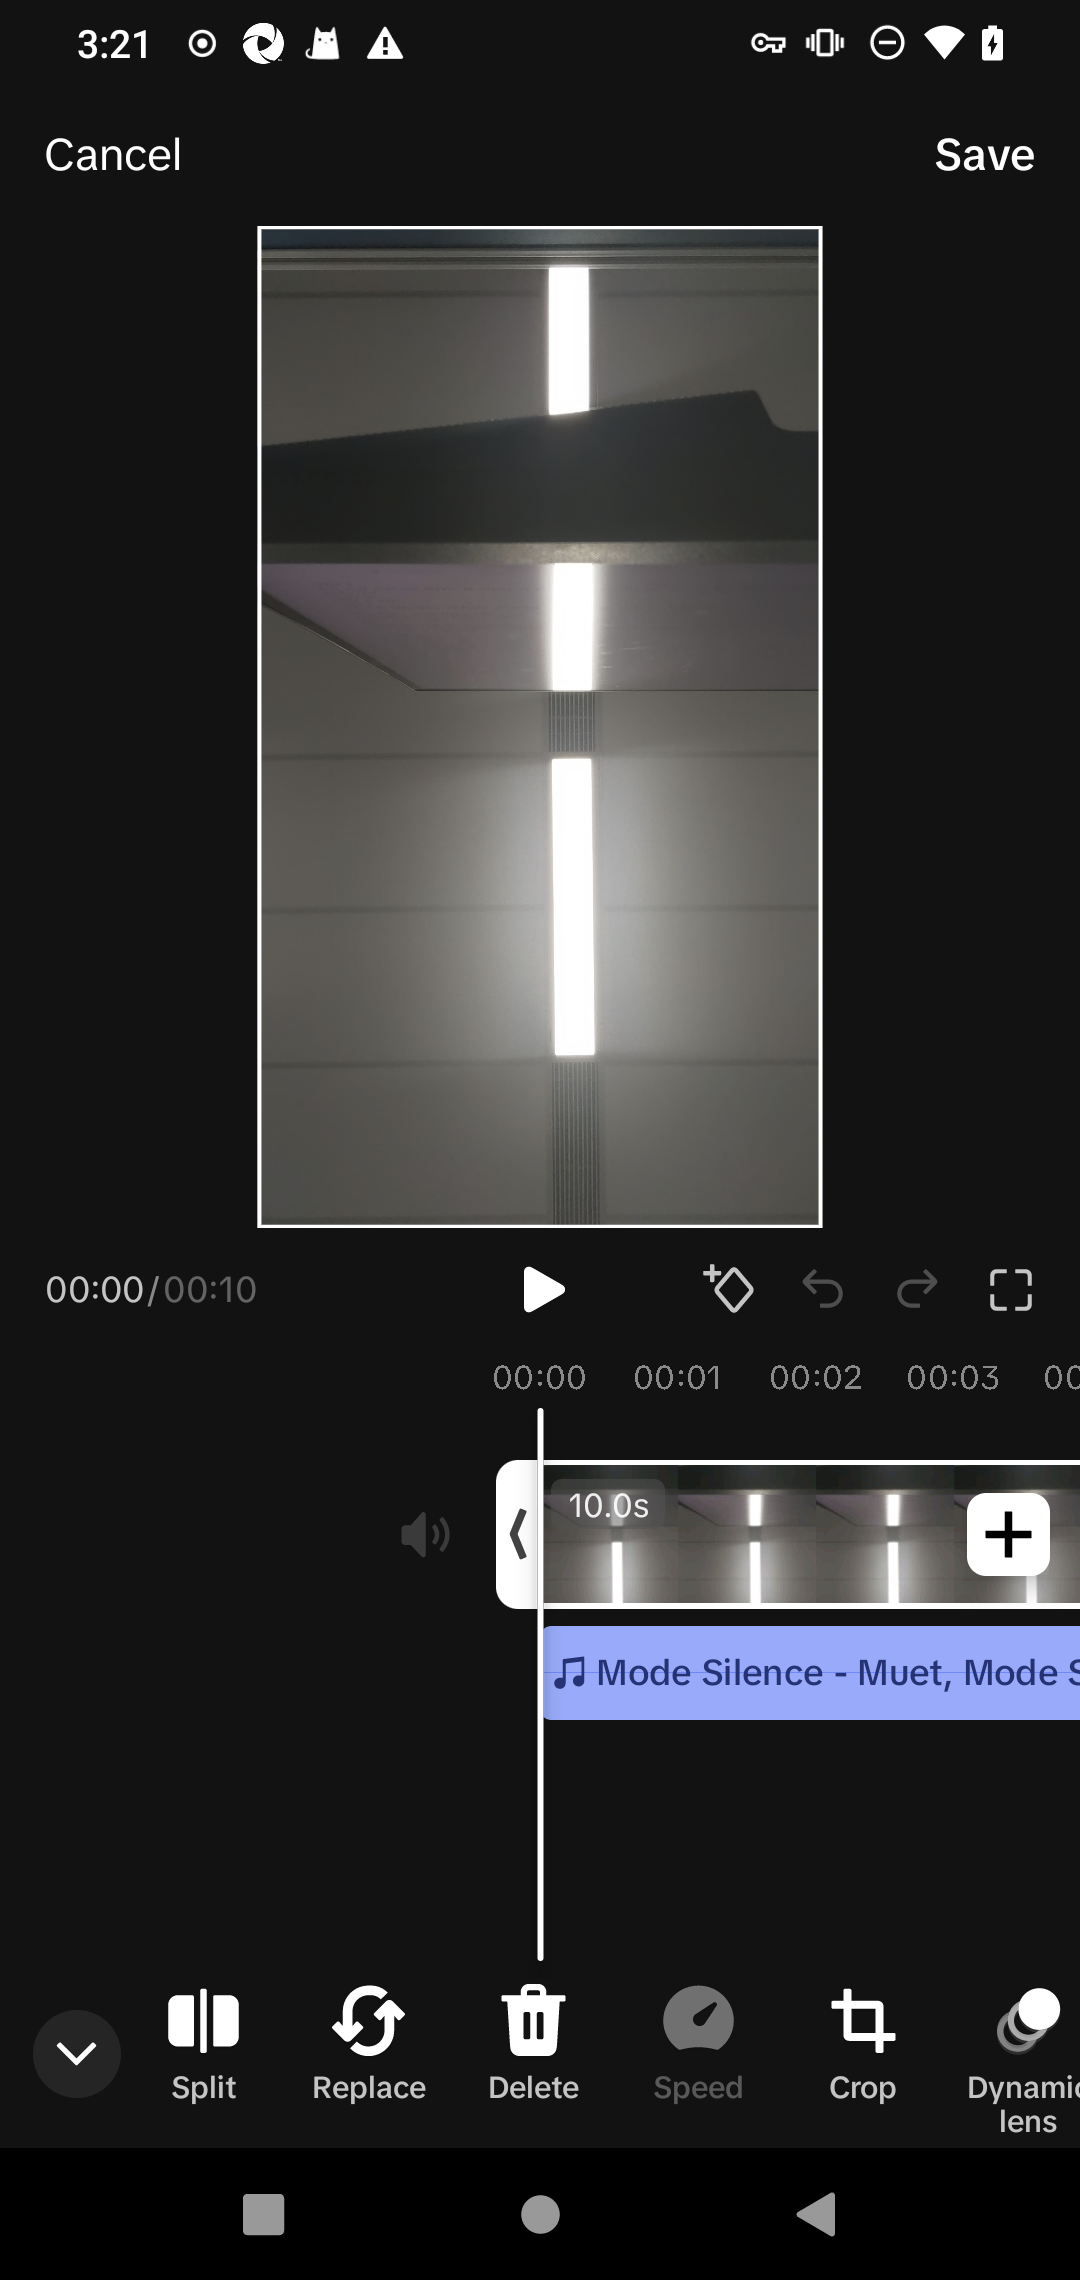 3:21
Cancel
Save
00:00/00:10
00:00 00:01 00:02 00:03 00
10.0s
Mode Silence - Muet, Mode S
Split
Replace
Delete
Speed
Crop
Dynamic
lens